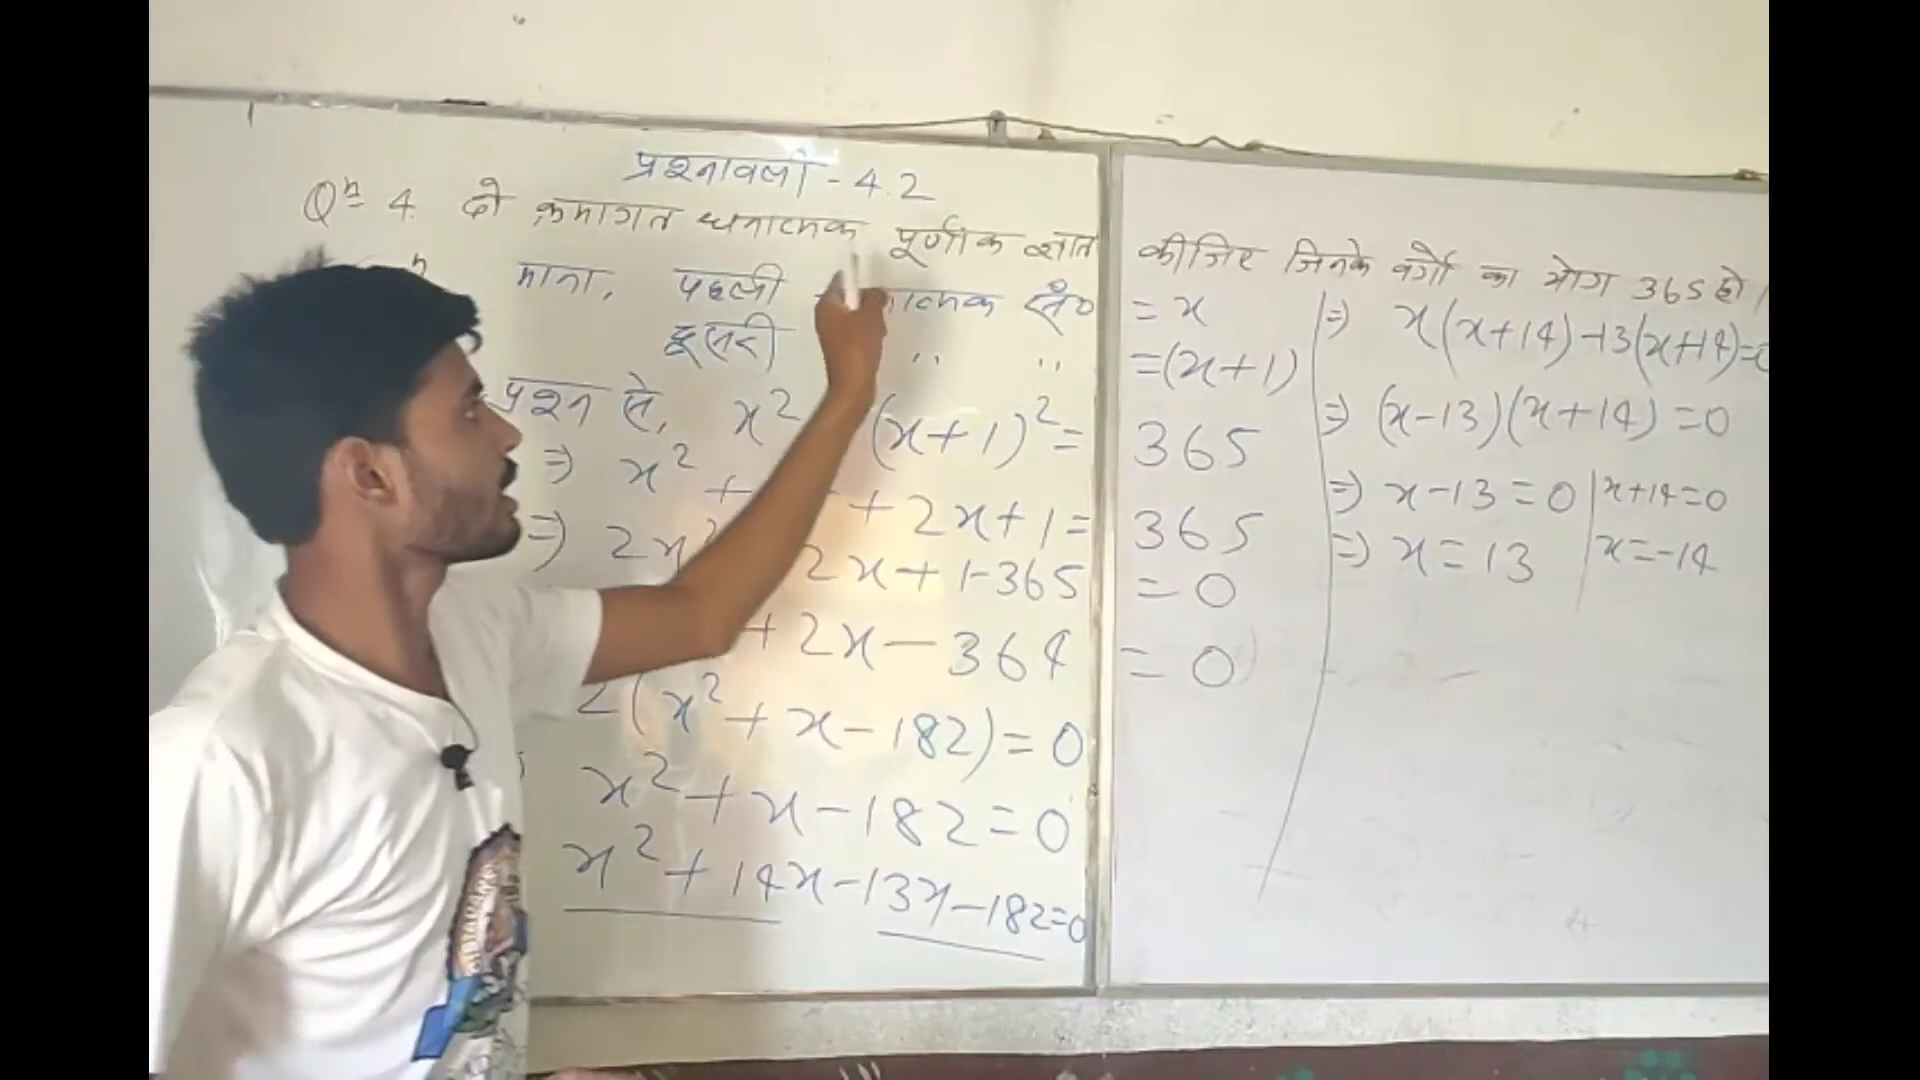 प्रश्नावली - 4.2
Qⁿ 4. दो क्रमागत धनात्मक पूर्णांक ज्ञात कीजिए जिनके वर्गों का योग 365 हो।
माना, पहली त्मक सं० = x
दूसरी " " = (x+1)
प्रश्न से, x² (x+1)² = 365
⇒ x² + + 2x+1 = 365
⇒ 2x² 2x+1-365 = 0
+ 2x - 364 = 0
2(x² + x - 182) = 0
x² + x - 182 = 0
x² + 14x - 13x - 182 = 0
⇒ x(x+14) -13(x+14) = 0
⇒ (x-13)(x+14) = 0
⇒ x-13 = 0 | x+14 = 0
⇒ x = 13 | x = -14